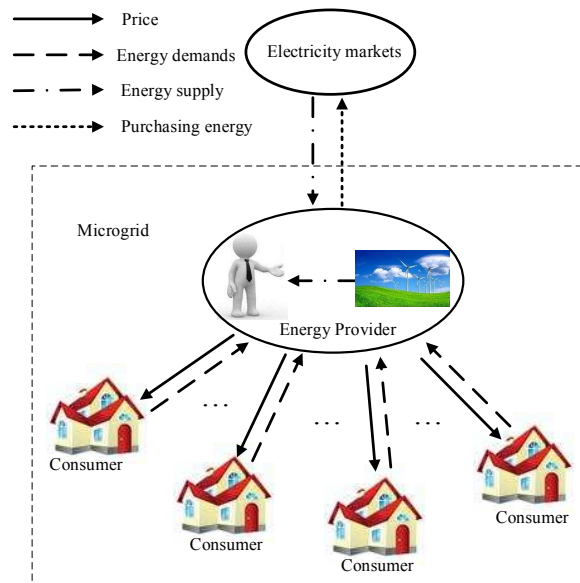 Price
Energy demands
Energy supply
Purchasing energy
Electricity markets
Microgrid
Energy Provider
...
...
...
Consumer
Consumer
Consumer
Consumer